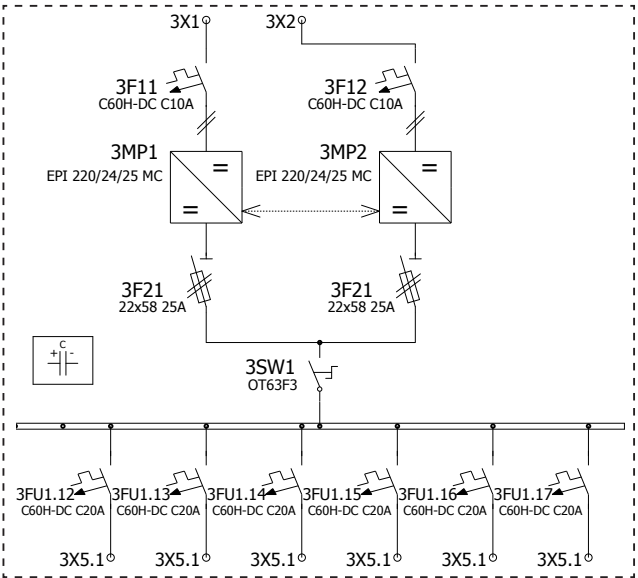 3X1
3X2
3F11
C60H-DC C10A
3F12
C60H-DC C10A
3MP1
EPI 220/24/25 MC
3MP2
EPI 220/24/25 MC
3F21
22x58 25A
3F21
22x58 25A
C
+ -
3SW1
OT63F3
3FU1.12
C60H-DC C20A
3FU1.13
C60H-DC C20A
3FU1.14
C60H-DC C20A
3FU1.15
C60H-DC C20A
3FU1.16
C60H-DC C20A
3FU1.17
C60H-DC C20A
3X5.1
3X5.1
3X5.1
3X5.1
3X5.1
3X5.1